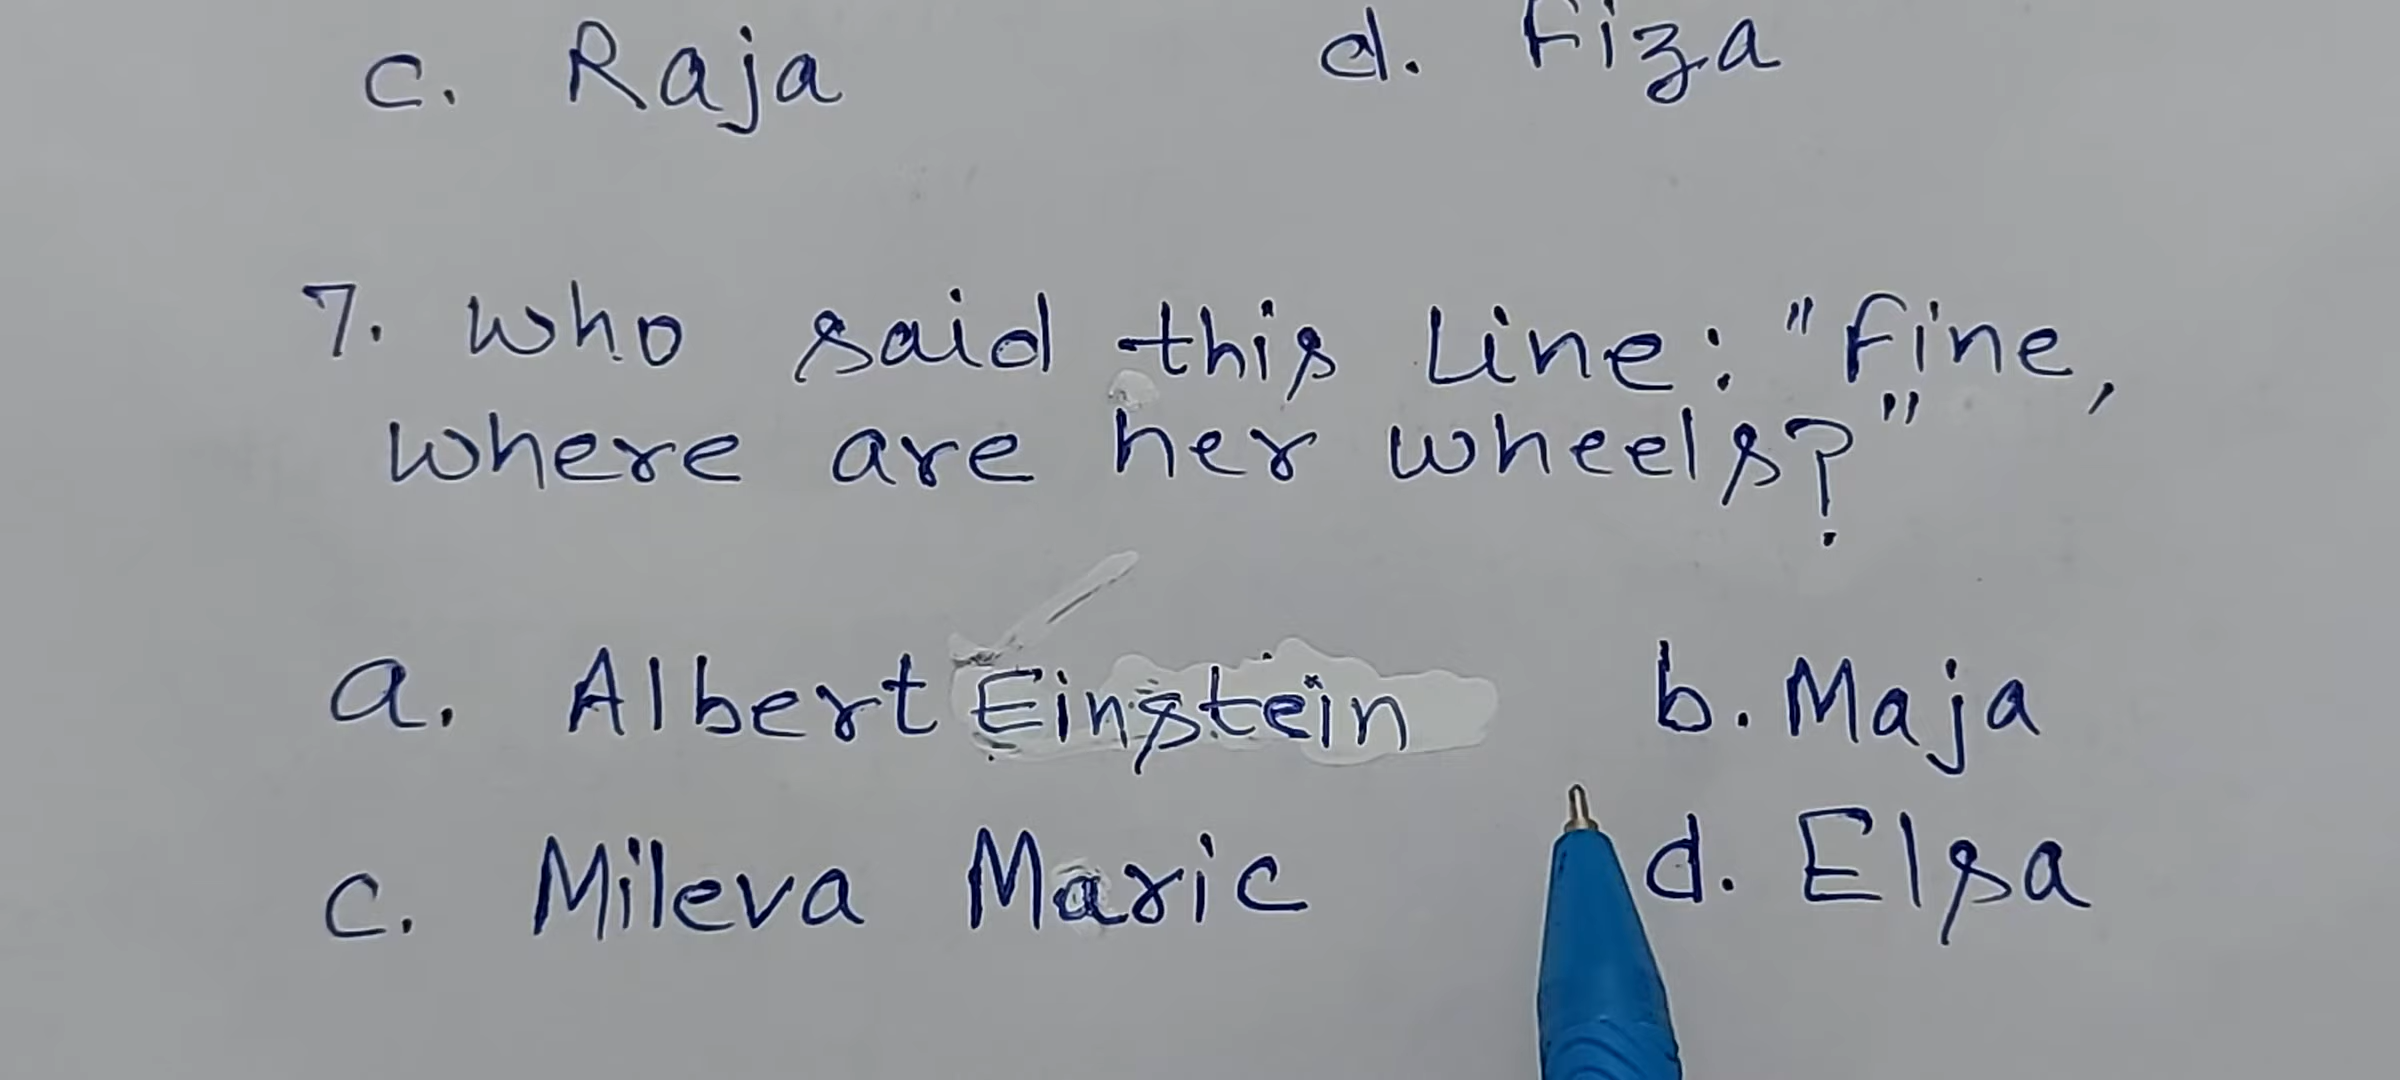 c. Raja d. Fiza
7. Who said this Line: "Fine,
where are her wheels?"
a. Albert Einstein b. Maja
c. Mileva Maric d. Elsa